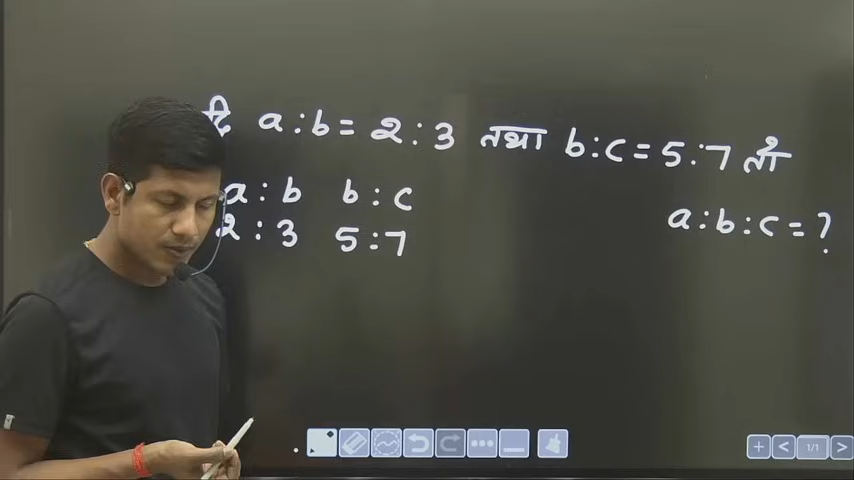 a:b = 2:3 तथा b:c = 5:7 तो
a:b:c = ?
a : b b : c
2 : 3 5 : 7
1/1